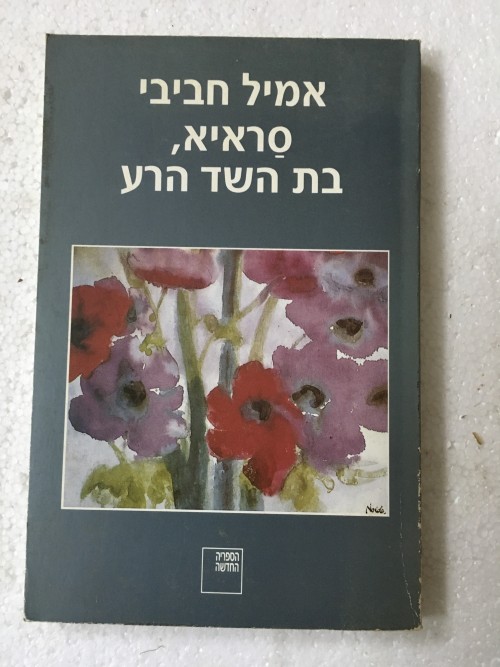 אמיל חביבי
סַראיא,
בת השד הרע
Nolde.
הספריה
החדשה